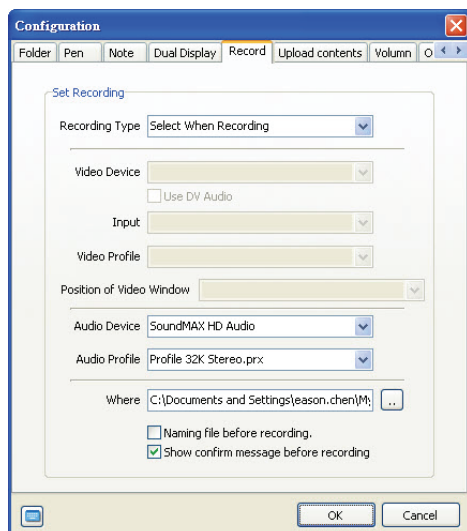 Configuration
Folder Pen Note Dual Display Record Upload contents Volumn O
Set Recording
Recording Type Select When Recording
Video Device
Use DV Audio
Input
Video Profile
Position of Video Window
Audio Device SoundMAX HD Audio
Audio Profile Profile 32K Stereo.prx
Where C:\Documents and Settings\eason.chen\My ..
Naming file before recording.
Show confirm message before recording
OK Cancel